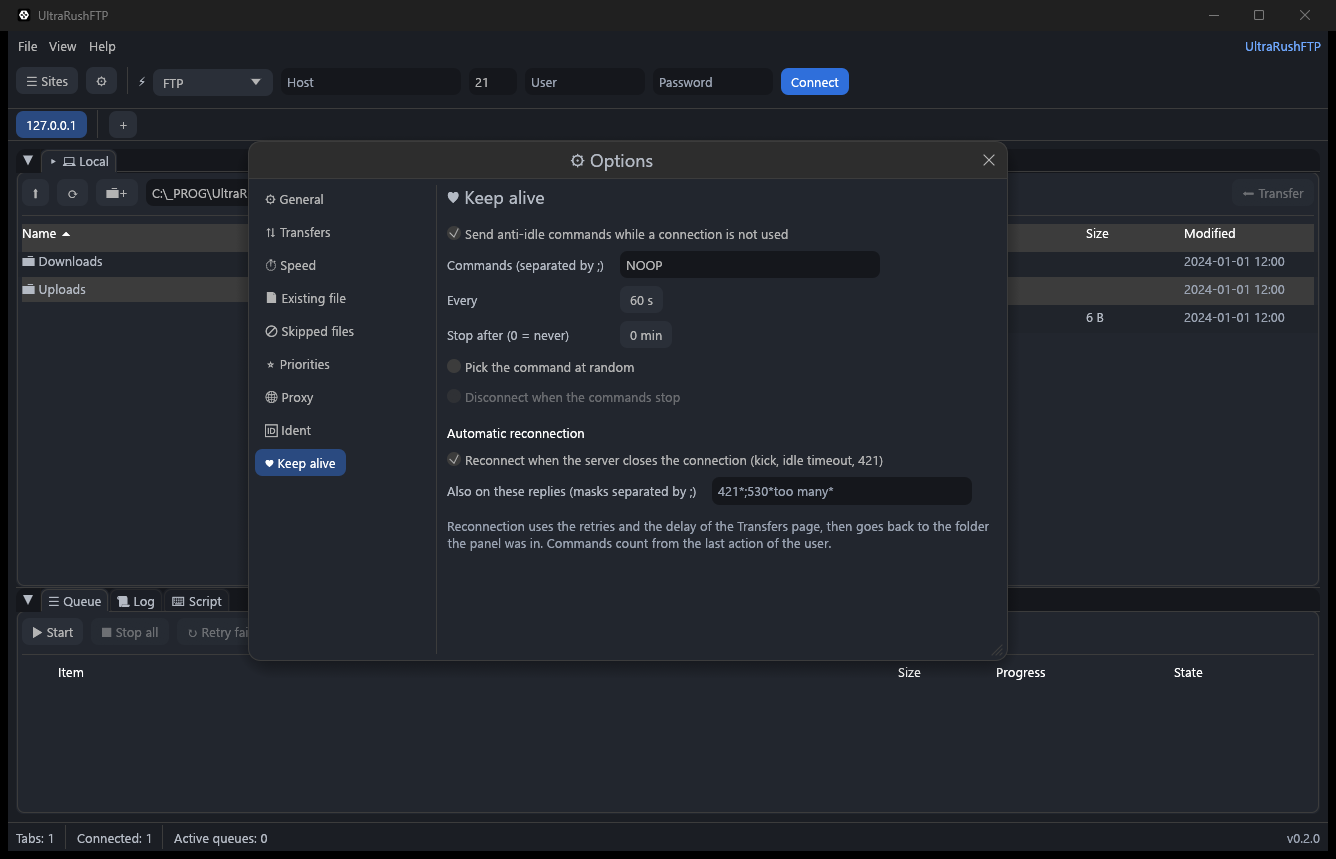 UltraRushFTP
File View Help UltraRushFTP
Sites FTP Host 21 User Password Connect
127.0.0.1 +
Local
C:\_PROG\UltraR Transfer
Name Size Modified
Downloads 2024-01-01 12:00
Uploads 2024-01-01 12:00
6 B 2024-01-01 12:00
Options
General
Transfers
Speed
Existing file
Skipped files
Priorities
Proxy
Ident
Keep alive
Keep alive
Send anti-idle commands while a connection is not used
Commands (separated by ;) NOOP
Every 60 s
Stop after (0 = never) 0 min
Pick the command at random
Disconnect when the commands stop
Automatic reconnection
Reconnect when the server closes the connection (kick, idle timeout, 421)
Also on these replies (masks separated by ;) 421*;530*too many*
Reconnection uses the retries and the delay of the Transfers page, then goes back to the folder
the panel was in. Commands count from the last action of the user.
Queue Log Script
Start Stop all Retry fai
Item Size Progress State
Tabs: 1 Connected: 1 Active queues: 0 v0.2.0